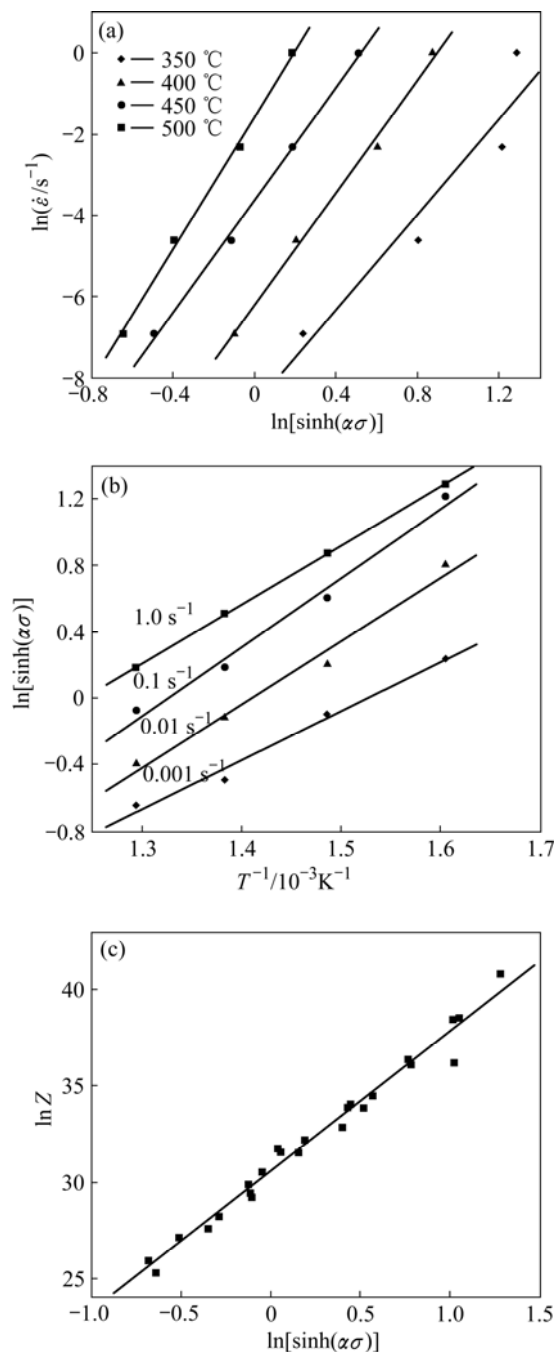 (a)
350 ℃
400 ℃
450 ℃
500 ℃
0
−2
−4
−6
−8
ln(ε̇/s⁻¹)
−0.8 −0.4 0 0.4 0.8 1.2
ln[sinh(ασ)]
(b)
1.2
0.8
0.4
0
−0.4
−0.8
ln[sinh(ασ)]
1.0 s⁻¹
0.1 s⁻¹
0.01 s⁻¹
0.001 s⁻¹
1.3 1.4 1.5 1.6 1.7
T⁻¹/10⁻³K⁻¹
(c)
40
35
30
25
ln Z
−1.0 −0.5 0 0.5 1.0 1.5
ln[sinh(ασ)]